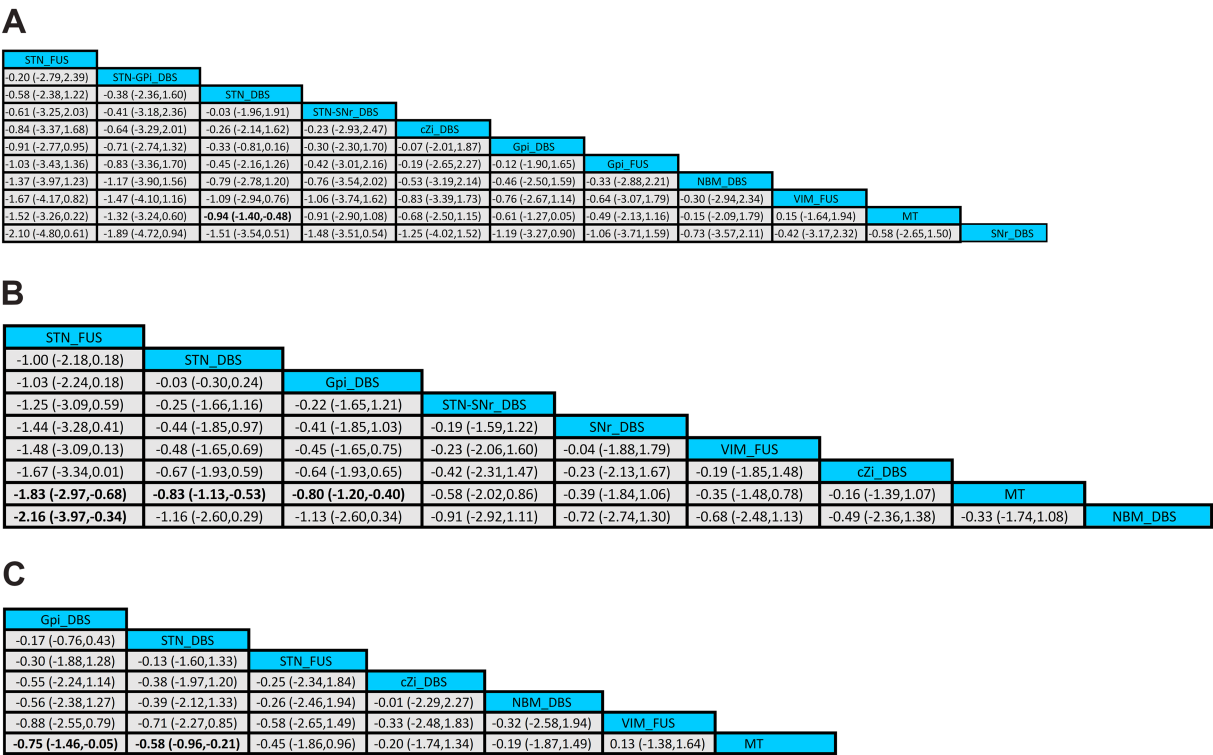 A
STN_FUS
-0.20 (-2.79,2.39) STN-GPi_DBS
-0.58 (-2.38,1.22) -0.38 (-2.36,1.60) STN_DBS
-0.61 (-3.25,2.03) -0.41 (-3.18,2.36) -0.03 (-1.96,1.91) STN-SNr_DBS
-0.84 (-3.37,1.68) -0.64 (-3.29,2.01) -0.26 (-2.14,1.62) -0.23 (-2.93,2.47) cZi_DBS
-0.91 (-2.77,0.95) -0.71 (-2.74,1.32) -0.33 (-0.81,0.16) -0.30 (-2.30,1.70) -0.07 (-2.01,1.87) Gpi_DBS
-1.03 (-3.43,1.36) -0.83 (-3.36,1.70) -0.45 (-2.16,1.26) -0.42 (-3.01,2.16) -0.19 (-2.65,2.27) -0.12 (-1.90,1.65) Gpi_FUS
-1.37 (-3.97,1.23) -1.17 (-3.90,1.56) -0.79 (-2.78,1.20) -0.76 (-3.54,2.02) -0.53 (-3.19,2.14) -0.46 (-2.50,1.59) -0.33 (-2.88,2.21) NBM_DBS
-1.67 (-4.17,0.82) -1.47 (-4.10,1.16) -1.09 (-2.94,0.76) -1.06 (-3.74,1.62) -0.83 (-3.39,1.73) -0.76 (-2.67,1.14) -0.64 (-3.07,1.79) -0.30 (-2.94,2.34) VIM_FUS
-1.52 (-3.26,0.22) -1.32 (-3.24,0.60) -0.94 (-1.40,-0.48) -0.91 (-2.90,1.08) -0.68 (-2.50,1.15) -0.61 (-1.27,0.05) -0.49 (-2.13,1.16) 0.15 (-2.09,1.79) 0.15 (-1.64,1.94) MT
-2.10 (-4.80,0.61) -1.89 (-4.72,0.94) -1.51 (-3.54,0.51) -1.48 (-3.51,0.54) -1.25 (-4.02,1.52) -1.19 (-3.27,0.90) -1.06 (-3.71,1.59) -0.73 (-3.57,2.11) -0.42 (-3.17,2.32) -0.58 (-2.65,1.50) SNr_DBS
B
STN_FUS
-1.00 (-2.18,0.18) STN_DBS
-1.03 (-2.24,0.18) -0.03 (-0.30,0.24) Gpi_DBS
-1.25 (-3.09,0.59) -0.25 (-1.66,1.16) -0.22 (-1.65,1.21) STN-SNr_DBS
-1.44 (-3.28,0.41) -0.44 (-1.85,0.97) -0.41 (-1.85,1.03) -0.19 (-1.59,1.22) SNr_DBS
-1.48 (-3.09,0.13) -0.48 (-1.65,0.69) -0.45 (-1.65,0.75) -0.23 (-2.06,1.60) -0.04 (-1.88,1.79) VIM_FUS
-1.67 (-3.34,0.01) -0.67 (-1.93,0.59) -0.64 (-1.93,0.65) -0.42 (-2.31,1.47) -0.23 (-2.13,1.67) -0.19 (-1.85,1.48) cZi_DBS
-1.83 (-2.97,-0.68) -0.83 (-1.13,-0.53) -0.80 (-1.20,-0.40) -0.58 (-2.02,0.86) -0.39 (-1.84,1.06) -0.35 (-1.48,0.78) -0.16 (-1.39,1.07) MT
-2.16 (-3.97,-0.34) -1.16 (-2.60,0.29) -1.13 (-2.60,0.34) -0.91 (-2.92,1.11) -0.72 (-2.74,1.30) -0.68 (-2.48,1.13) -0.49 (-2.36,1.38) -0.33 (-1.74,1.08) NBM_DBS
C
Gpi_DBS
-0.17 (-0.76,0.43) STN_DBS
-0.30 (-1.88,1.28) -0.13 (-1.60,1.33) STN_FUS
-0.55 (-2.24,1.14) -0.38 (-1.97,1.20) -0.25 (-2.34,1.84) cZi_DBS
-0.56 (-2.38,1.27) -0.39 (-2.12,1.33) -0.26 (-2.46,1.94) -0.01 (-2.29,2.27) NBM_DBS
-0.88 (-2.55,0.79) -0.71 (-2.27,0.85) -0.58 (-2.65,1.49) -0.33 (-2.48,1.83) -0.32 (-2.58,1.94) VIM_FUS
-0.75 (-1.46,-0.05) -0.58 (-0.96,-0.21) -0.45 (-1.86,0.96) -0.20 (-1.74,1.34) -0.19 (-1.87,1.49) 0.13 (-1.38,1.64) MT